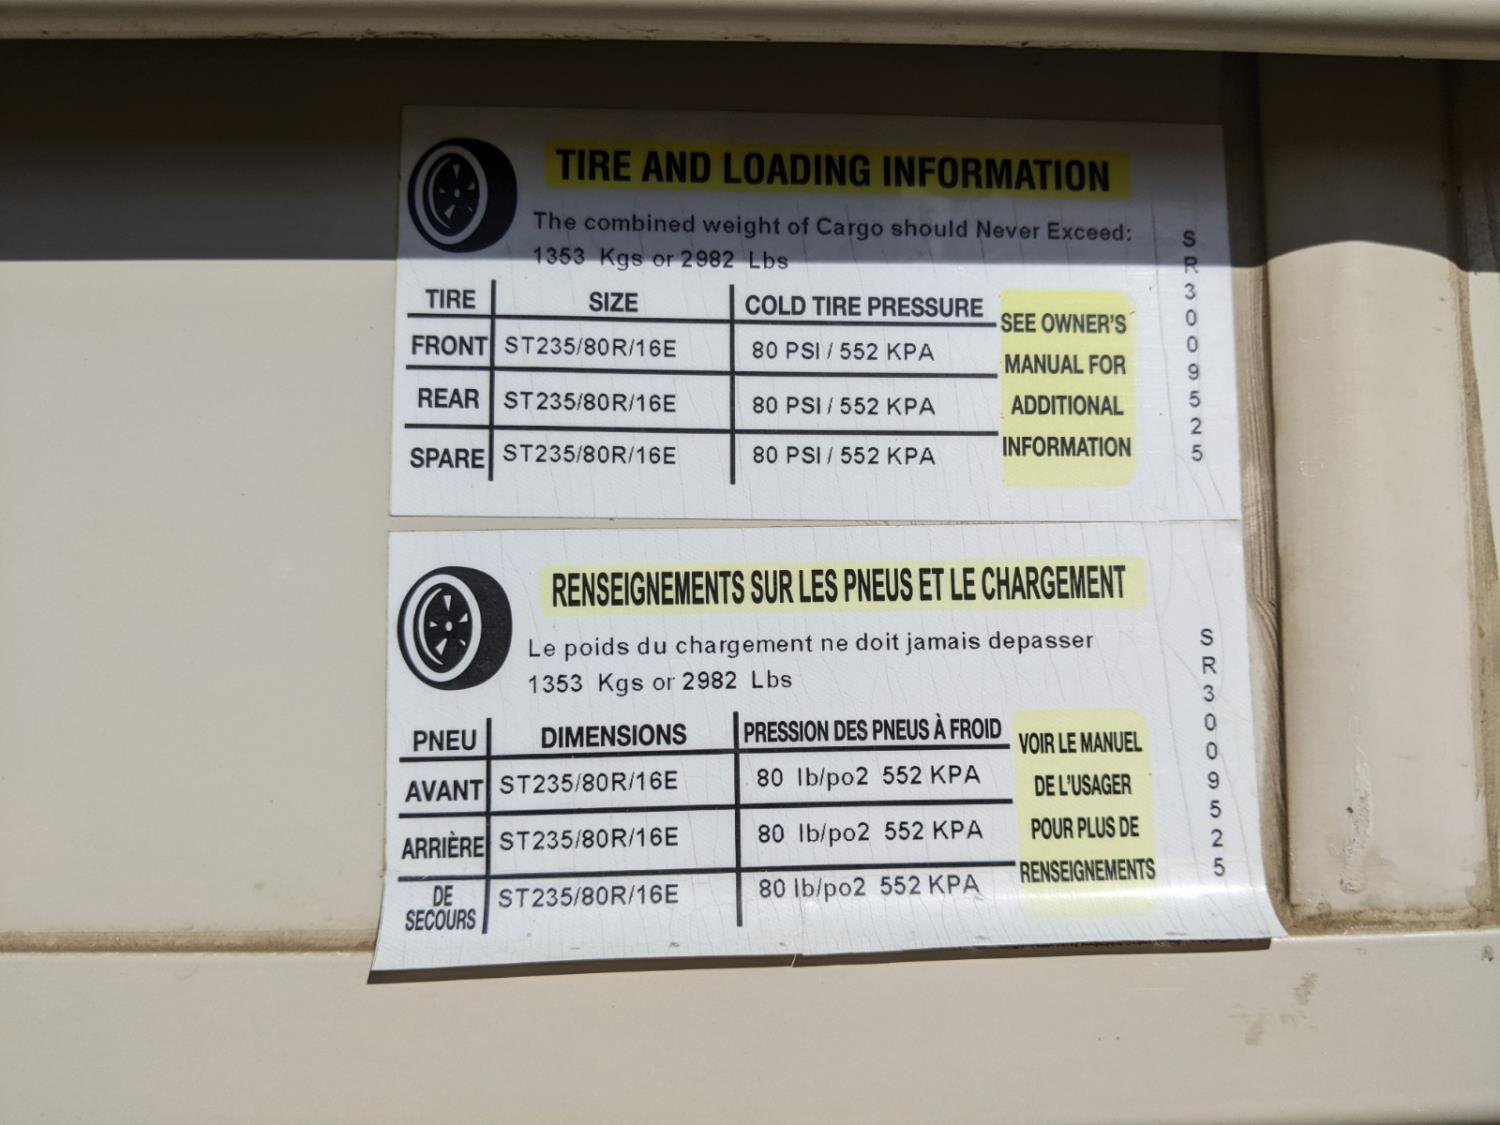 TIRE AND LOADING INFORMATION
The combined weight of Cargo should Never Exceed:
1353 Kgs or 2982 Lbs
TIRE SIZE COLD TIRE PRESSURE
FRONT ST235/80R/16E 80 PSI / 552 KPA
REAR ST235/80R/16E 80 PSI / 552 KPA
SPARE ST235/80R/16E 80 PSI / 552 KPA
SEE OWNER'S
MANUAL FOR
ADDITIONAL
INFORMATION
SR3009525
RENSEIGNEMENTS SUR LES PNEUS ET LE CHARGEMENT
Le poids du chargement ne doit jamais depasser
1353 Kgs or 2982 Lbs
PNEU DIMENSIONS PRESSION DES PNEUS À FROID
AVANT ST235/80R/16E 80 lb/po2 552 KPA
ARRIÈRE ST235/80R/16E 80 lb/po2 552 KPA
DE
SECOURS ST235/80R/16E 80 lb/po2 552 KPA
VOIR LE MANUEL
DE L'USAGER
POUR PLUS DE
RENSEIGNEMENTS
SR3009525